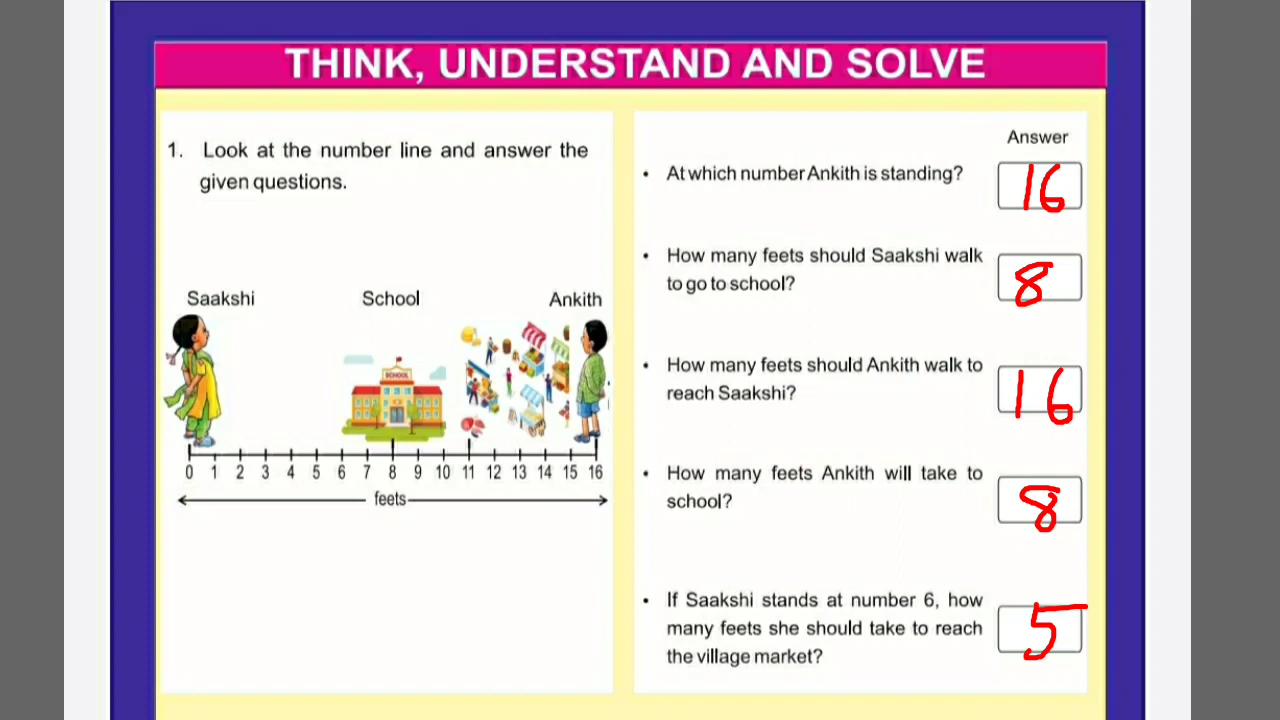 THINK, UNDERSTAND AND SOLVE
1. Look at the number line and answer the
given questions.
Saakshi School Ankith
SCHOOL
0 1 2 3 4 5 6 7 8 9 10 11 12 13 14 15 16
feets
Answer
• At which number Ankith is standing? 16
• How many feets should Saakshi walk
to go to school? 8
• How many feets should Ankith walk to
reach Saakshi? 16
• How many feets Ankith will take to
school? 8
• If Saakshi stands at number 6, how
many feets she should take to reach
the village market? 5